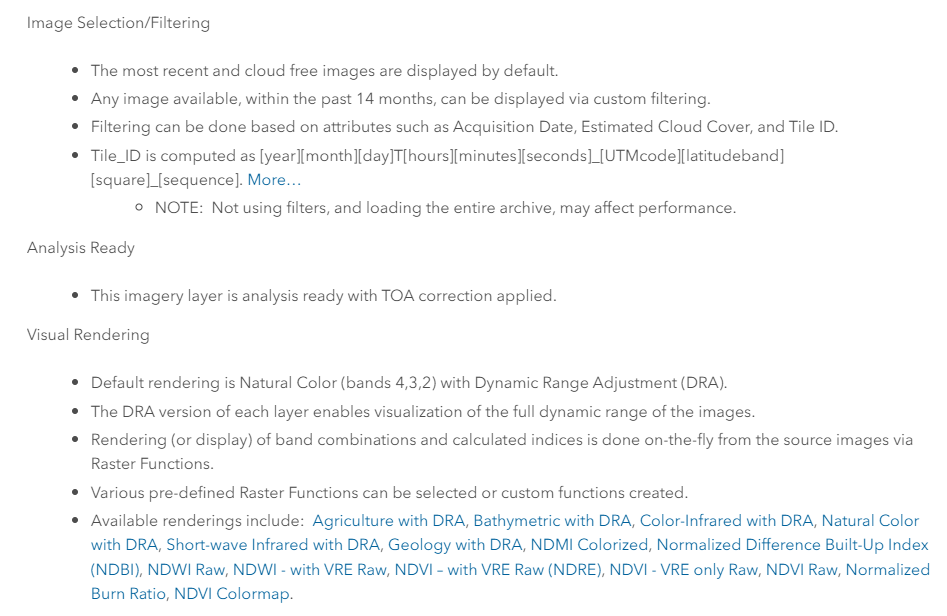 Image Selection/Filtering
The most recent and cloud free images are displayed by default.
Any image available, within the past 14 months, can be displayed via custom filtering.
Filtering can be done based on attributes such as Acquisition Date, Estimated Cloud Cover, and Tile ID.
Tile_ID is computed as [year][month][day]T[hours][minutes][seconds]_[UTMcode][latitudeband]
[square]_[sequence]. More…
NOTE:  Not using filters, and loading the entire archive, may affect performance.
Analysis Ready
This imagery layer is analysis ready with TOA correction applied.
Visual Rendering
Default rendering is Natural Color (bands 4,3,2) with Dynamic Range Adjustment (DRA).
The DRA version of each layer enables visualization of the full dynamic range of the images.
Rendering (or display) of band combinations and calculated indices is done on-the-fly from the source images via
Raster Functions.
Various pre-defined Raster Functions can be selected or custom functions created.
Available renderings include:  Agriculture with DRA, Bathymetric with DRA, Color-Infrared with DRA, Natural Color
with DRA, Short-wave Infrared with DRA, Geology with DRA, NDMI Colorized, Normalized Difference Built-Up Index
(NDBI), NDWI Raw, NDWI - with VRE Raw, NDVI – with VRE Raw (NDRE), NDVI - VRE only Raw, NDVI Raw, Normalized
Burn Ratio, NDVI Colormap.